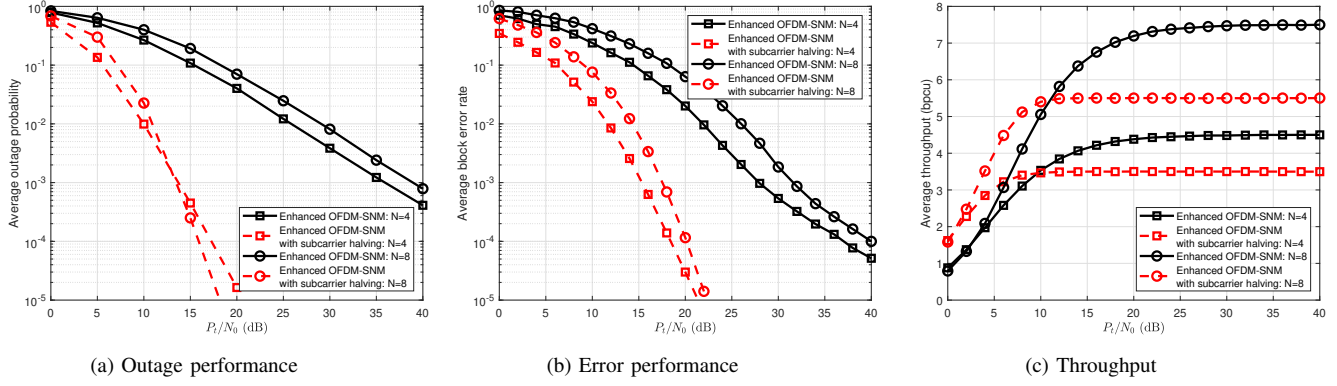 Average outage probability
10^0
10^-1
10^-2
10^-3
10^-4
10^-5
0 5 10 15 20 25 30 35 40
P_t/N_0 (dB)
Enhanced OFDM-SNM: N=4
Enhanced OFDM-SNM
with subcarrier halving: N=4
Enhanced OFDM-SNM: N=8
Enhanced OFDM-SNM
with subcarrier halving: N=8
(a) Outage performance
Average block error rate
10^0
10^-1
10^-2
10^-3
10^-4
10^-5
0 5 10 15 20 25 30 35 40
P_t/N_0 (dB)
Enhanced OFDM-SNM: N=4
Enhanced OFDM-SNM
with subcarrier halving: N=4
Enhanced OFDM-SNM: N=8
Enhanced OFDM-SNM
with subcarrier halving: N=8
(b) Error performance
Average throughput (bpcu)
8
7
6
5
4
3
2
1
0
0 5 10 15 20 25 30 35 40
P_t/N_0 (dB)
Enhanced OFDM-SNM: N=4
Enhanced OFDM-SNM
with subcarrier halving: N=4
Enhanced OFDM-SNM: N=8
Enhanced OFDM-SNM
with subcarrier halving: N=8
(c) Throughput